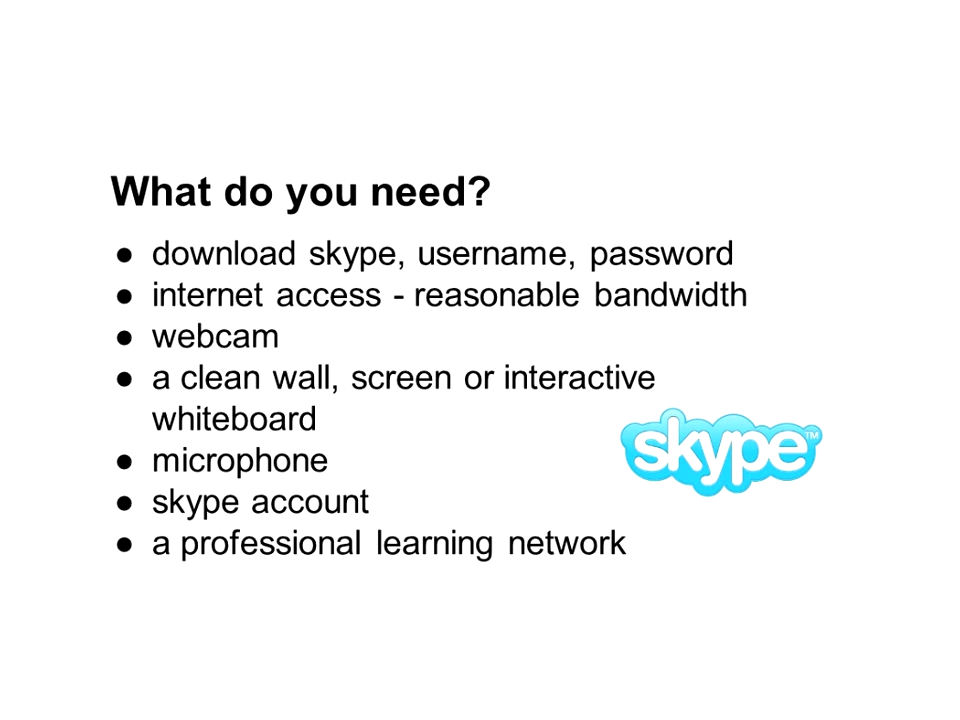 What do you need?
● download skype, username, password
● internet access - reasonable bandwidth
● webcam
● a clean wall, screen or interactive
whiteboard
skype™
● microphone
● skype account
● a professional learning network